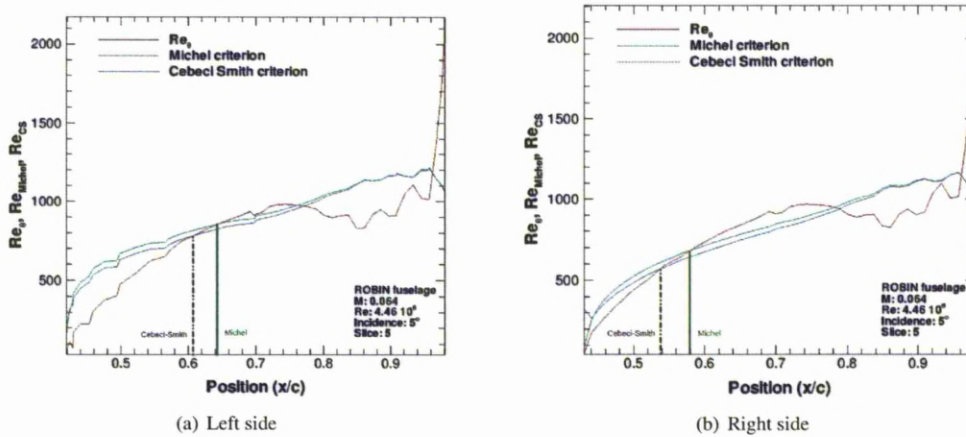 Re_θ, Re_Michel, Re_CS
2000
1500
1000
500
Re_θ
Michel criterion
Cebeci Smith criterion
Cebeci-Smith
Michel
ROBIN fuselage
M: 0.064
Re: 4.46 10⁶
Incidence: 5°
Slice: 5
0.5 0.6 0.7 0.8 0.9
Position (x/c)
(a) Left side
Re_θ, Re_Michel, Re_CS
2000
1500
1000
500
Re_θ
Michel criterion
Cebeci Smith criterion
Cebeci-Smith
Michel
ROBIN fuselage
M: 0.064
Re: 4.46 10⁶
Incidence: 5°
Slice: 5
0.5 0.6 0.7 0.8 0.9
Position (x/c)
(b) Right side